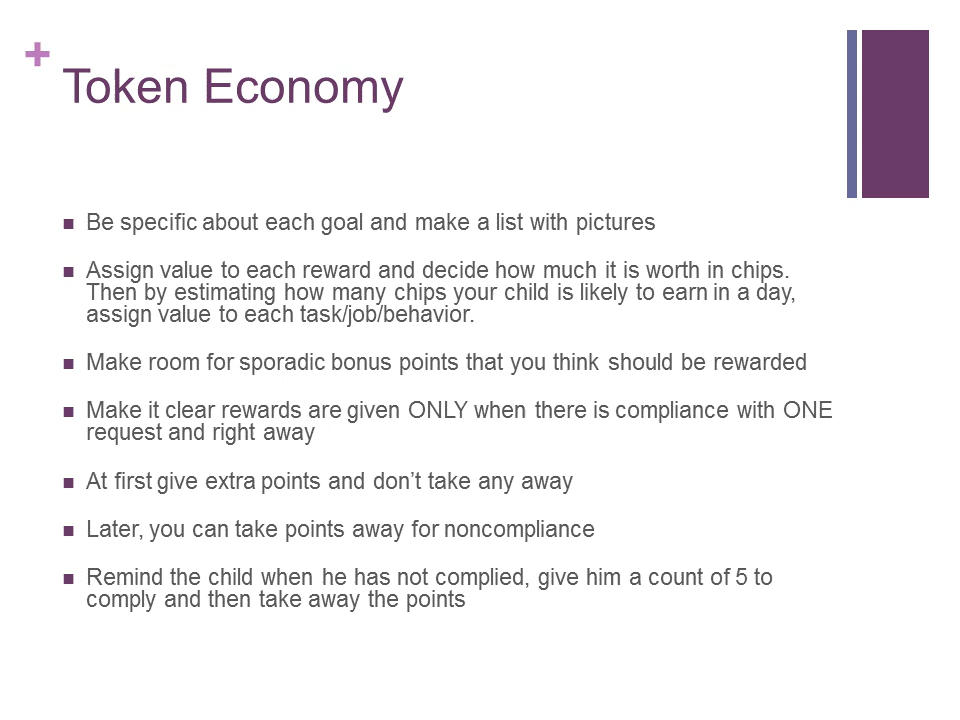 +
Token Economy
Be specific about each goal and make a list with pictures
Assign value to each reward and decide how much it is worth in chips.
Then by estimating how many chips your child is likely to earn in a day,
assign value to each task/job/behavior.
Make room for sporadic bonus points that you think should be rewarded
Make it clear rewards are given ONLY when there is compliance with ONE
request and right away
At first give extra points and don’t take any away
Later, you can take points away for noncompliance
Remind the child when he has not complied, give him a count of 5 to
comply and then take away the points